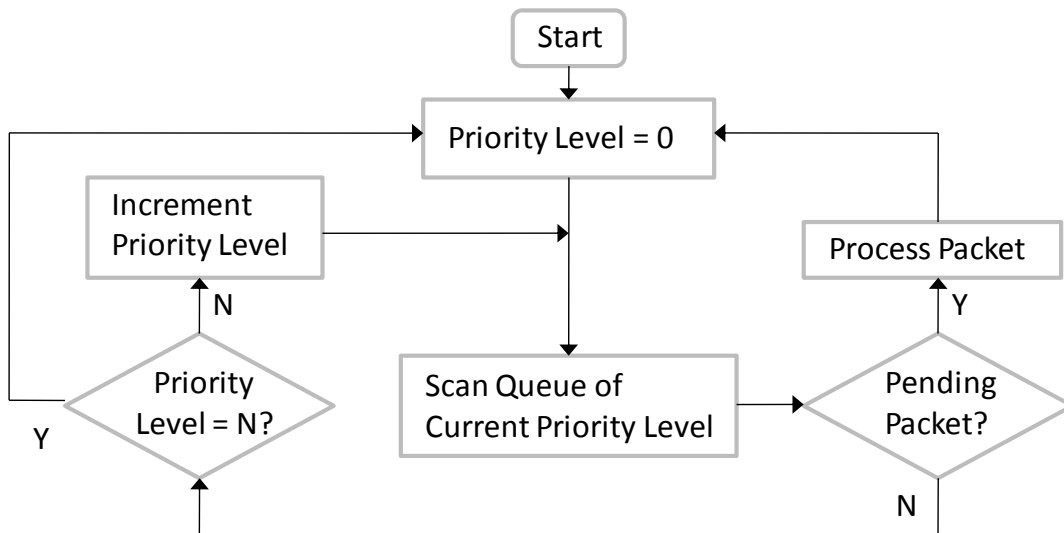 Start
Priority Level = 0
Increment
Priority Level
Process Packet
N
Y
Priority
Level = N?
Scan Queue of
Current Priority Level
Pending
Packet?
Y
N